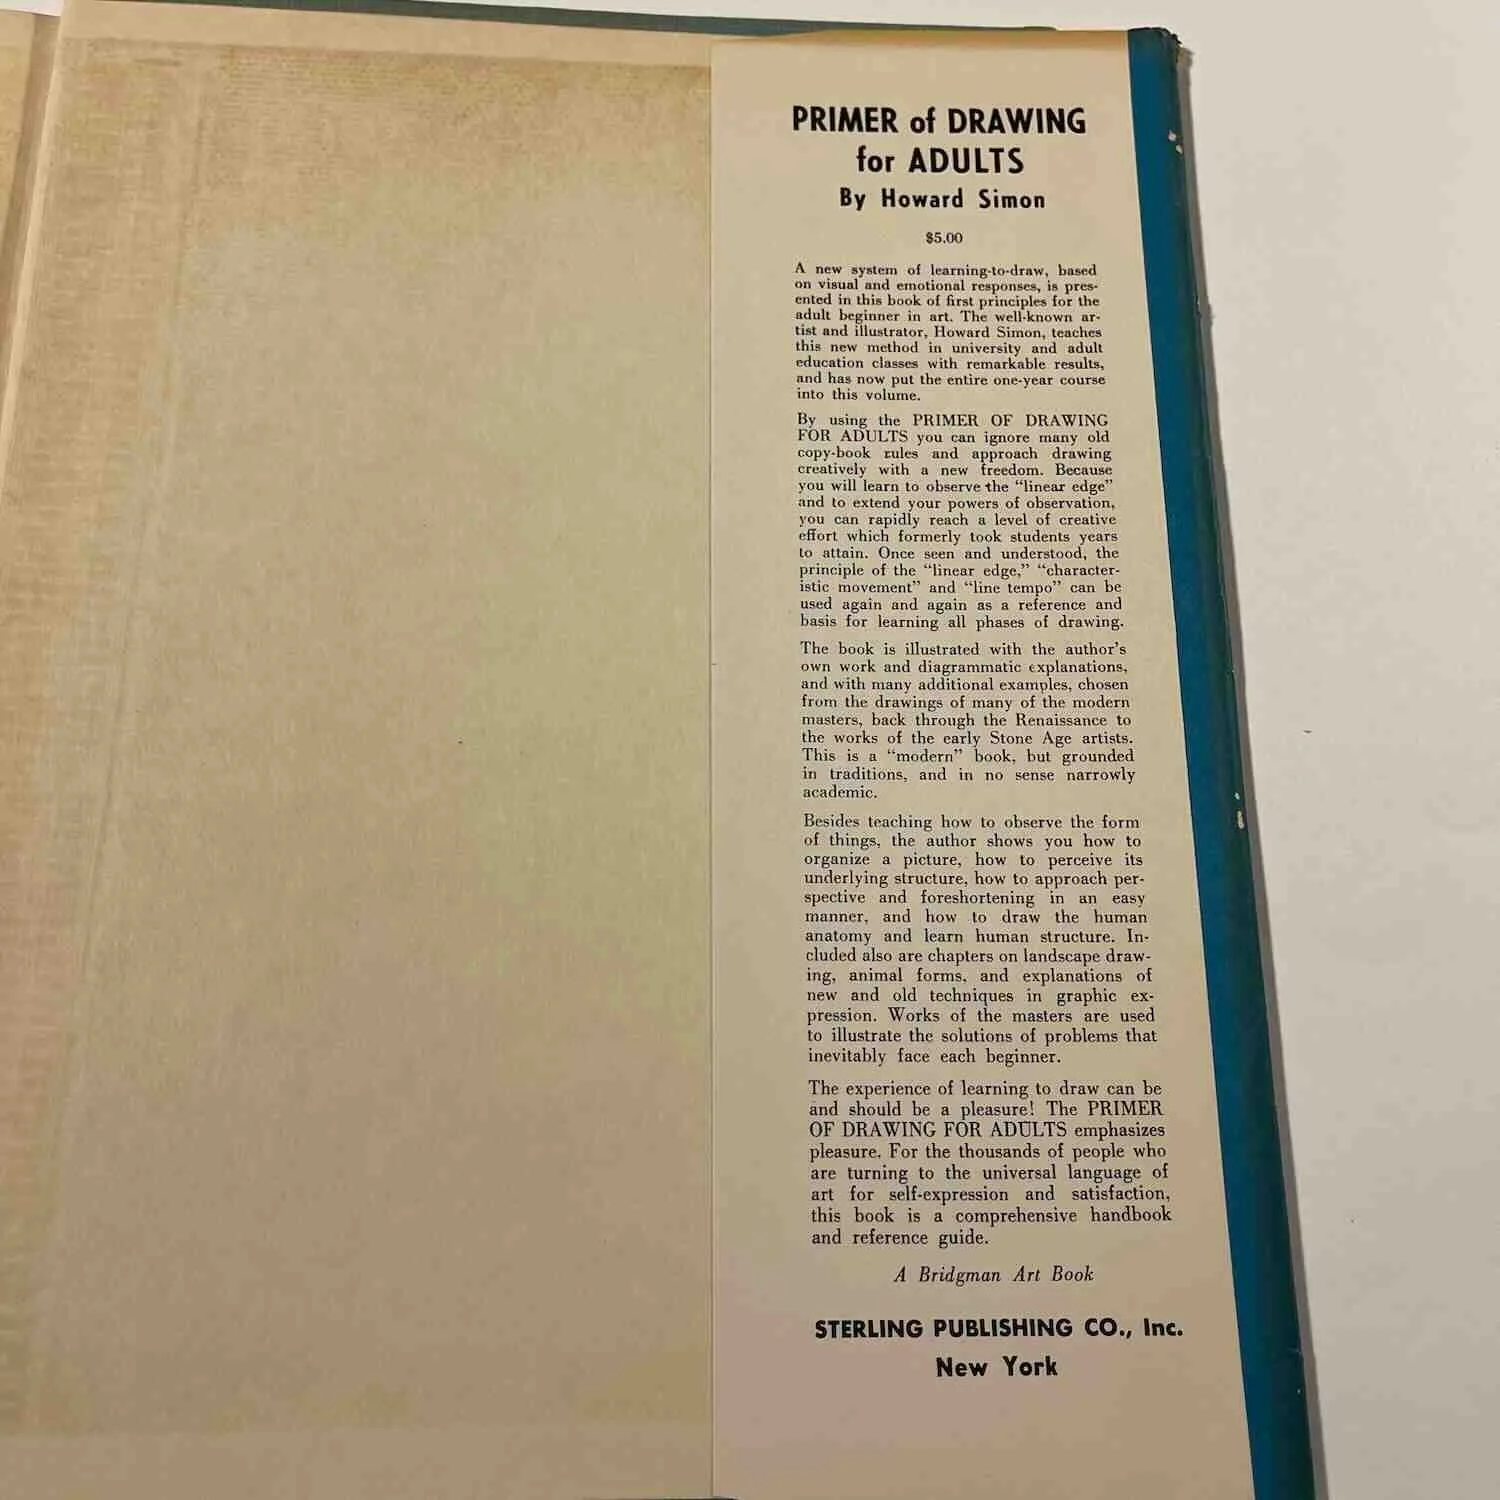 PRIMER of DRAWING
for ADULTS
By Howard Simon
$5.00
A new system of learning-to-draw, based
on visual and emotional responses, is pres-
ented in this book of first principles for the
adult beginner in art. The well-known ar-
tist and illustrator, Howard Simon, teaches
this new method in university and adult
education classes with remarkable results,
and has now put the entire one-year course
into this volume.
By using the PRIMER OF DRAWING
FOR ADULTS you can ignore many old
copy-book rules and approach drawing
creatively with a new freedom. Because
you will learn to observe the “linear edge”
and to extend your powers of observation,
you can rapidly reach a level of creative
effort which formerly took students years
to attain. Once seen and understood, the
principle of the “linear edge,” “character-
istic movement” and “line tempo” can be
used again and again as a reference and
basis for learning all phases of drawing.
The book is illustrated with the author’s
own work and diagrammatic explanations,
and with many additional examples, chosen
from the drawings of many of the modern
masters, back through the Renaissance to
the works of the early Stone Age artists.
This is a “modern” book, but grounded
in traditions, and in no sense narrowly
academic.
Besides teaching how to observe the form
of things, the author shows you how to
organize a picture, how to perceive its
underlying structure, how to approach per-
spective and foreshortening in an easy
manner, and how to draw the human
anatomy and learn human structure. In-
cluded also are chapters on landscape draw-
ing, animal forms, and explanations of
new and old techniques in graphic ex-
pression. Works of the masters are used
to illustrate the solutions of problems that
inevitably face each beginner.
The experience of learning to draw can be
and should be a pleasure! The PRIMER
OF DRAWING FOR ADULTS emphasizes
pleasure. For the thousands of people who
are turning to the universal language of
art for self-expression and satisfaction,
this book is a comprehensive handbook
and reference guide.
A Bridgman Art Book
STERLING PUBLISHING CO., Inc.
New York